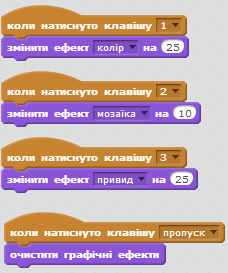 коли натиснуто клавішу 1
змінити ефект колір на 25
коли натиснуто клавішу 2
змінити ефект мозаїка на 10
коли натиснуто клавішу 3
змінити ефект привид на 25
коли натиснуто клавішу пропуск
очистити графічні ефекти